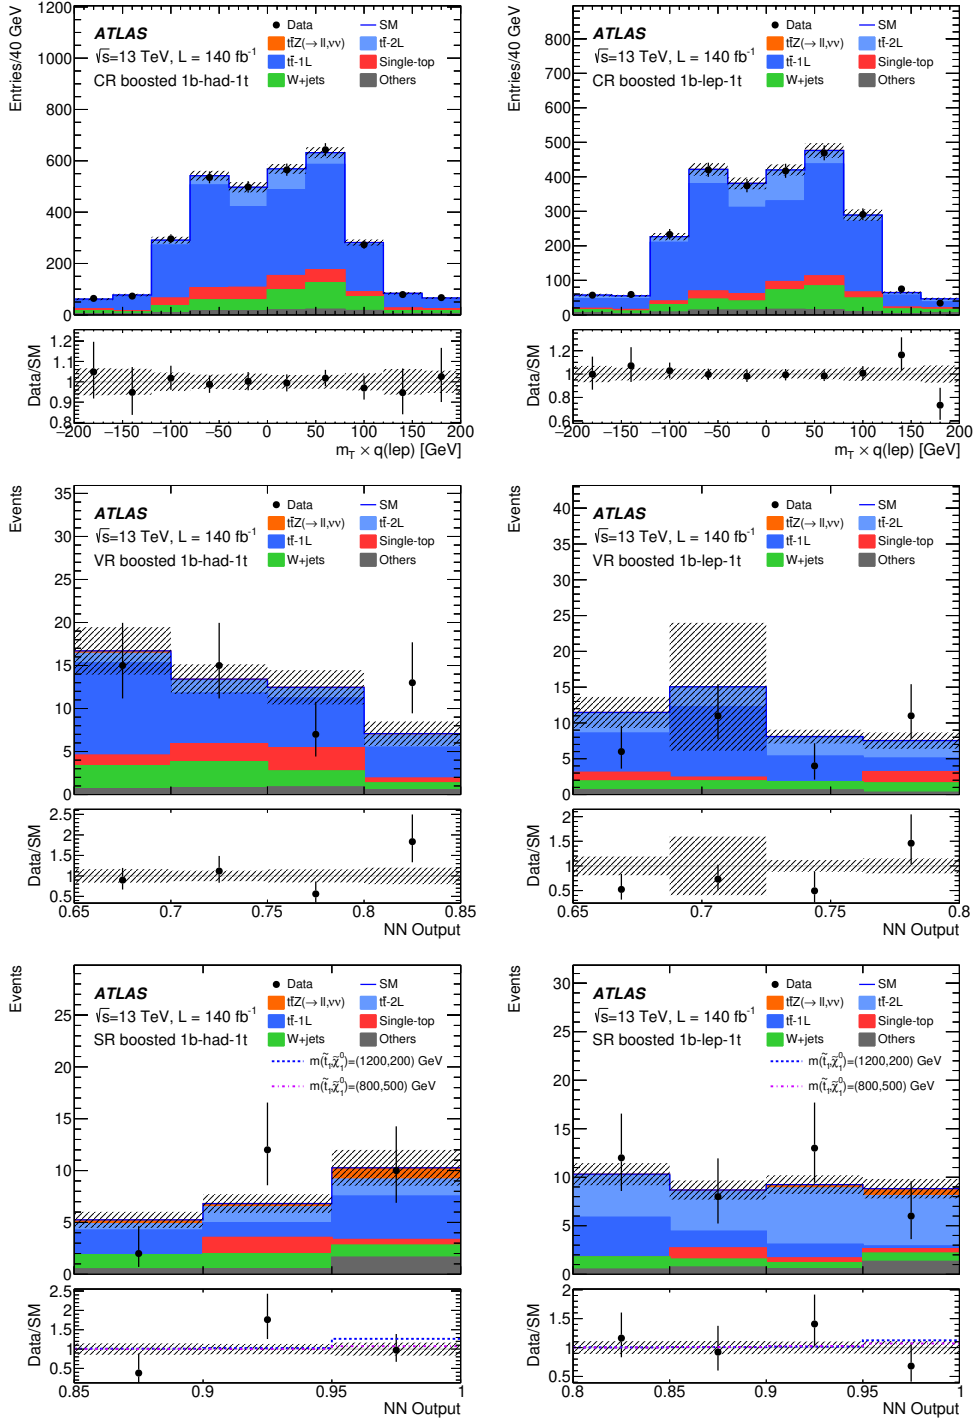 Entries/40 GeV
1200
1000
800
600
400
200
0
ATLAS
√s=13 TeV, L = 140 fb⁻¹
CR boosted 1b-had-1t
Data
SM
tt̄Z(→ ll,νν)
tt̄-2L
tt̄-1L
Single-top
W+jets
Others
Data/SM
1.2
1.1
1
0.9
0.8
−200 −150 −100 −50 0 50 100 150 200
m_T × q(lep) [GeV]
Entries/40 GeV
800
700
600
500
400
300
200
100
0
ATLAS
√s=13 TeV, L = 140 fb⁻¹
CR boosted 1b-lep-1t
Data
SM
tt̄Z(→ ll,νν)
tt̄-2L
tt̄-1L
Single-top
W+jets
Others
Data/SM
1.2
1
0.8
0.6
−200 −150 −100 −50 0 50 100 150 200
m_T × q(lep) [GeV]
Events
35
30
25
20
15
10
5
0
ATLAS
√s=13 TeV, L = 140 fb⁻¹
VR boosted 1b-had-1t
Data
SM
tt̄Z(→ ll,νν)
tt̄-2L
tt̄-1L
Single-top
W+jets
Others
Data/SM
2.5
2
1.5
1
0.5
0.65 0.7 0.75 0.8 0.85
NN Output
Events
40
35
30
25
20
15
10
5
0
ATLAS
√s=13 TeV, L = 140 fb⁻¹
VR boosted 1b-lep-1t
Data
SM
tt̄Z(→ ll,νν)
tt̄-2L
tt̄-1L
Single-top
W+jets
Others
Data/SM
2
1.5
1
0.5
0.65 0.7 0.75 0.8
NN Output
Events
25
20
15
10
5
0
ATLAS
√s=13 TeV, L = 140 fb⁻¹
SR boosted 1b-had-1t
Data
SM
tt̄Z(→ ll,νν)
tt̄-2L
tt̄-1L
Single-top
W+jets
Others
m(t̃₁,χ̃⁰₁)=(1200,200) GeV
m(t̃₁,χ̃⁰₁)=(800,500) GeV
Data/SM
2.5
2
1.5
1
0.5
0.85 0.9 0.95 1
NN Output
Events
30
25
20
15
10
5
0
ATLAS
√s=13 TeV, L = 140 fb⁻¹
SR boosted 1b-lep-1t
Data
SM
tt̄Z(→ ll,νν)
tt̄-2L
tt̄-1L
Single-top
W+jets
Others
m(t̃₁,χ̃⁰₁)=(1200,200) GeV
m(t̃₁,χ̃⁰₁)=(800,500) GeV
Data/SM
2
1.5
1
0.5
0.8 0.85 0.9 0.95 1
NN Output